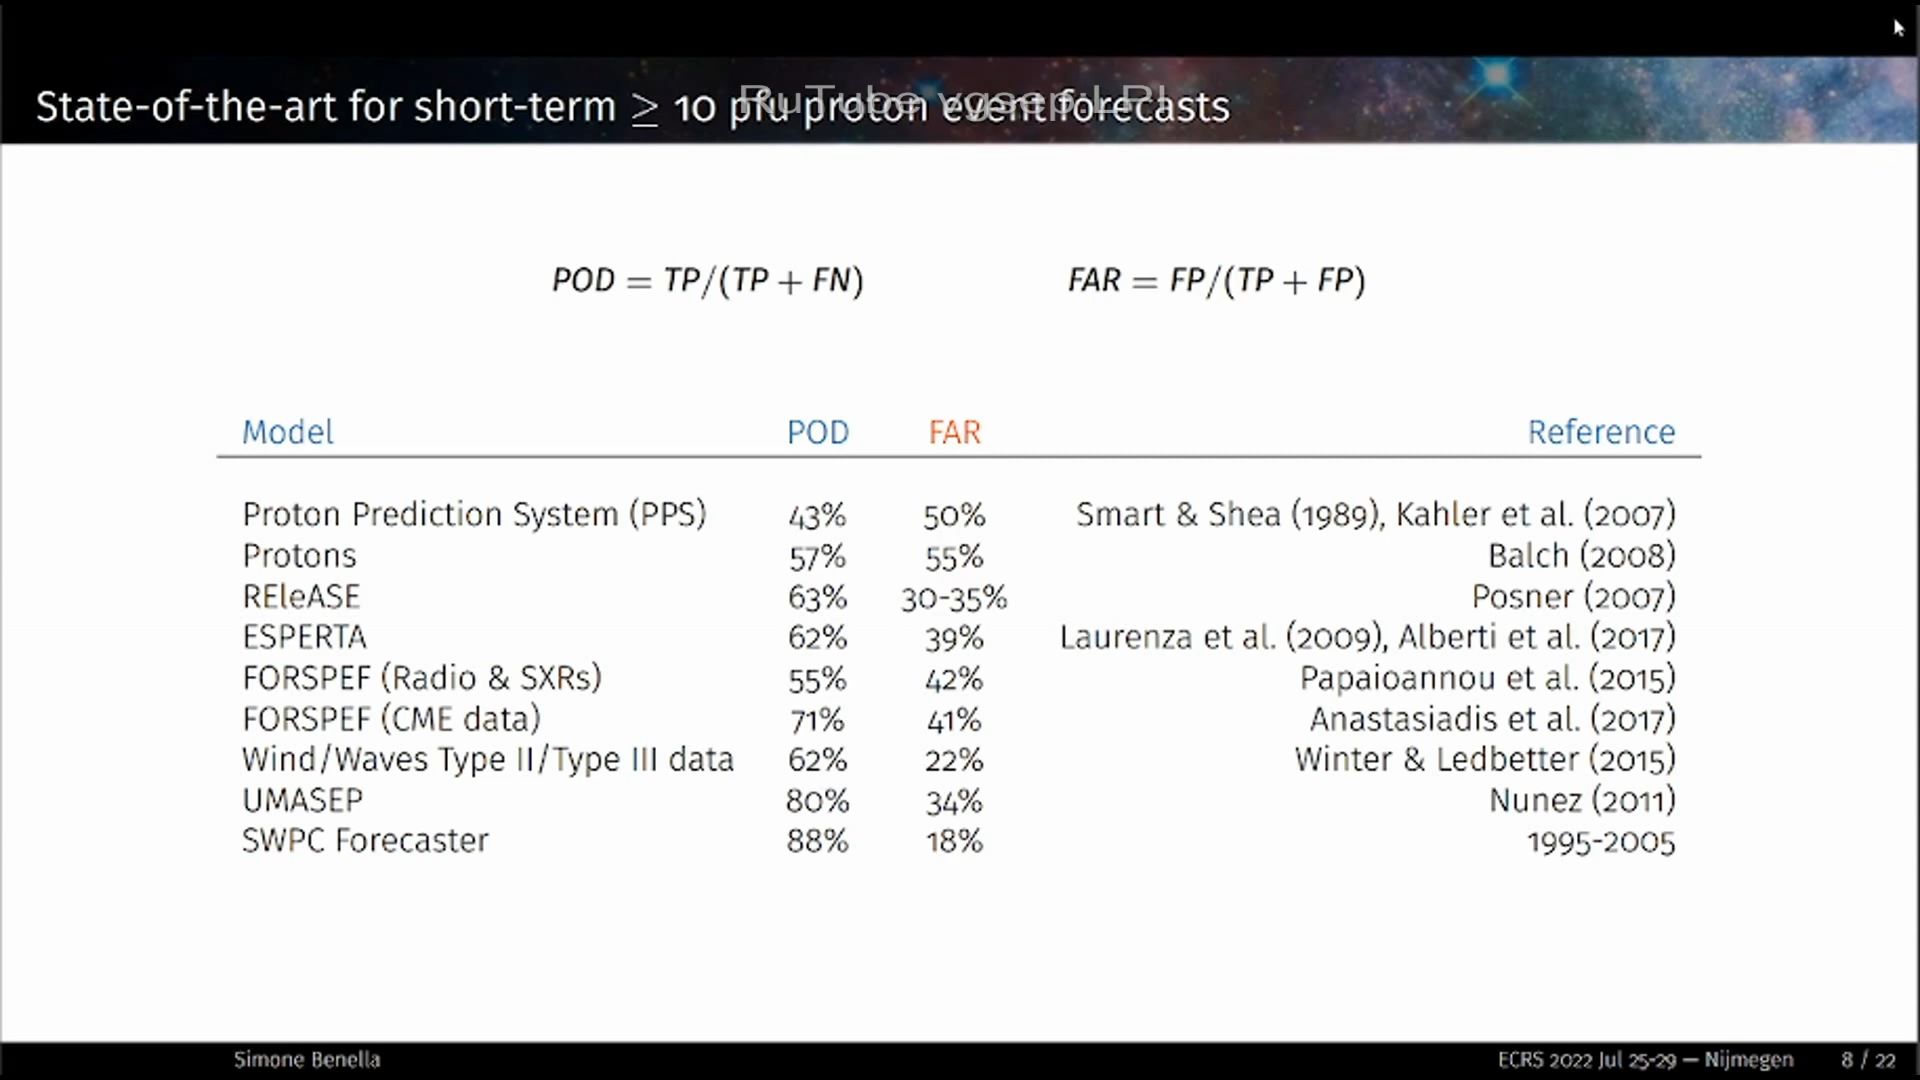 State-of-the-art for short-term ≥ 10 pfu proton event forecasts
RuTube vgsep:LPI
POD = TP/(TP + FN) FAR = FP/(TP + FP)
Model POD FAR Reference
Proton Prediction System (PPS) 43% 50% Smart & Shea (1989), Kahler et al. (2007)
Protons 57% 55% Balch (2008)
REleASE 63% 30-35% Posner (2007)
ESPERTA 62% 39% Laurenza et al. (2009), Alberti et al. (2017)
FORSPEF (Radio & SXRs) 55% 42% Papaioannou et al. (2015)
FORSPEF (CME data) 71% 41% Anastasiadis et al. (2017)
Wind/Waves Type II/Type III data 62% 22% Winter & Ledbetter (2015)
UMASEP 80% 34% Nunez (2011)
SWPC Forecaster 88% 18% 1995-2005
Simone Benella ECRS 2022 Jul 25-29 — Nijmegen 8 / 22